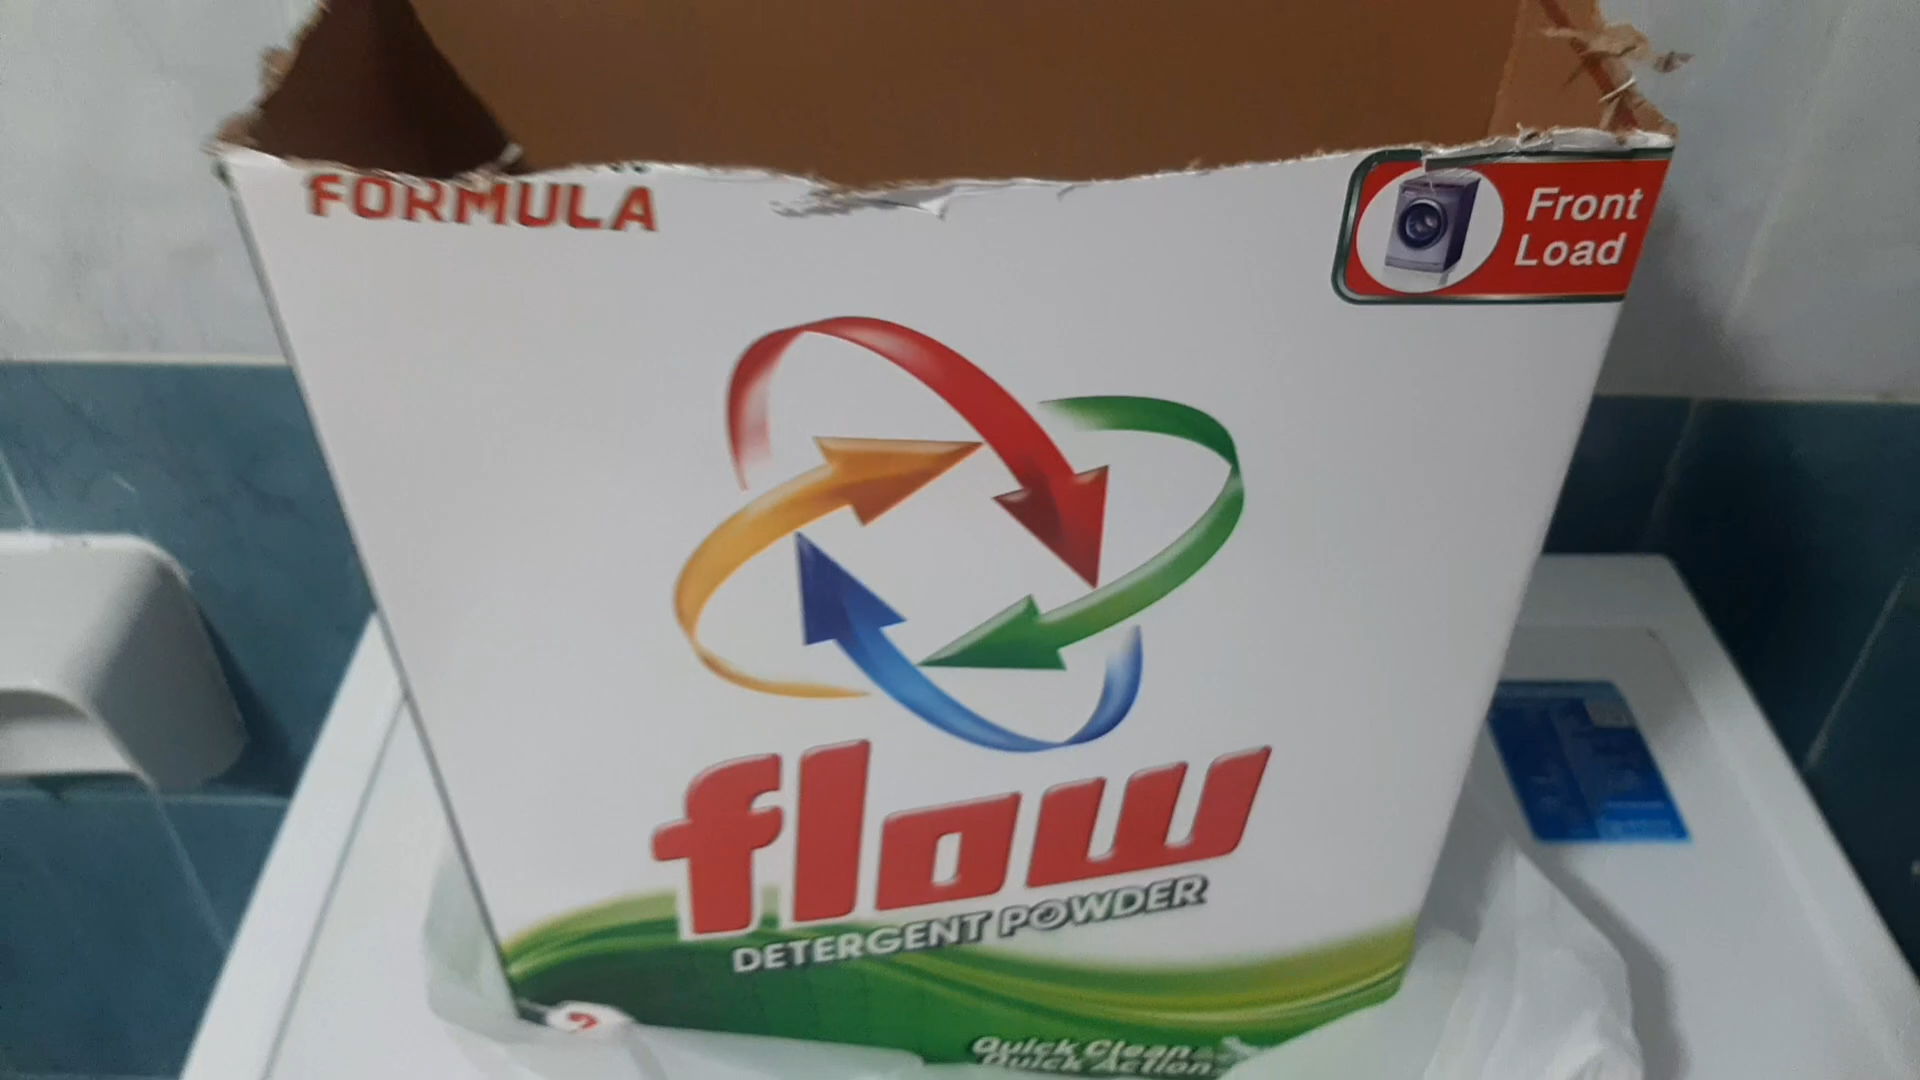 FORMULA
Front
Load
flow
DETERGENT POWDER
Quick Clean
Quick Action